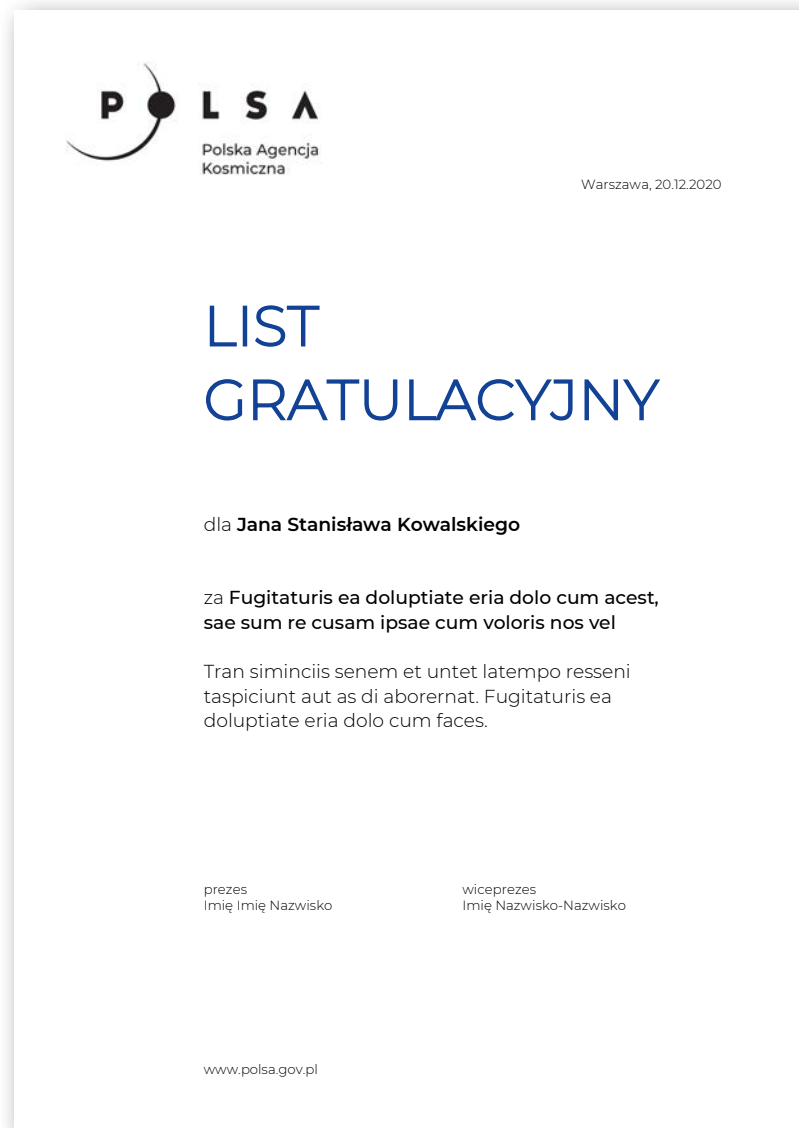 POLSA
Polska Agencja
Kosmiczna
Warszawa, 20.12.2020
LIST
GRATULACYJNY
dla Jana Stanisława Kowalskiego
za Fugitaturis ea doluptiate eria dolo cum acest,
sae sum re cusam ipsae cum voloris nos vel
Tran siminciis senem et untet latempo resseni
taspiciunt aut as di aborernat. Fugitaturis ea
doluptiate eria dolo cum faces.
prezes
Imię Imię Nazwisko
wiceprezes
Imię Nazwisko-Nazwisko
www.polsa.gov.pl